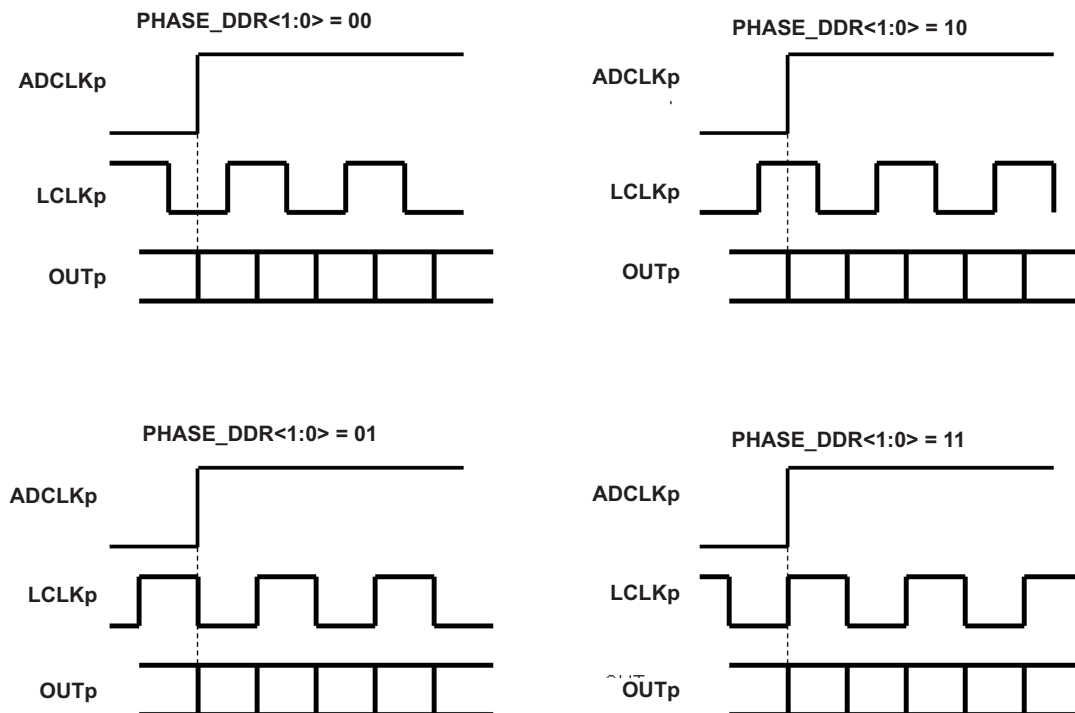 PHASE_DDR<1:0> = 00
ADCLKp
LCLKp
OUTp
PHASE_DDR<1:0> = 10
ADCLKp
LCLKp
OUTp
PHASE_DDR<1:0> = 01
ADCLKp
LCLKp
OUTp
PHASE_DDR<1:0> = 11
ADCLKp
LCLKp
OUTp